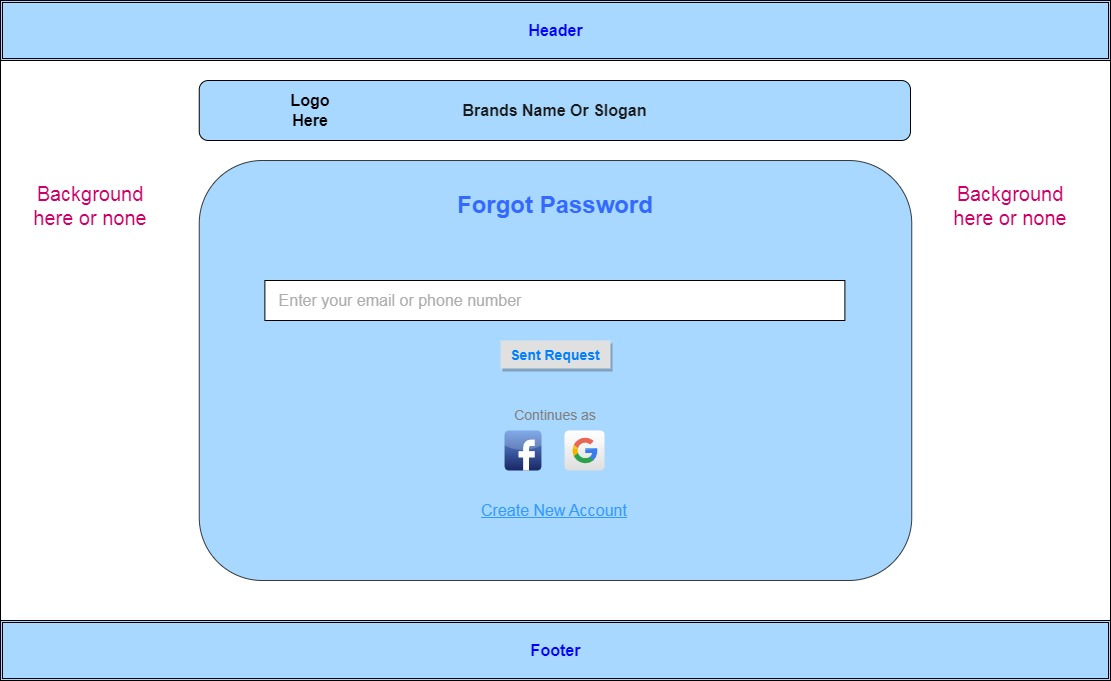 Header
Logo
Here
Brands Name Or Slogan
Background
here or none
Background
here or none
Forgot Password
Enter your email or phone number
Sent Request
Continues as
Create New Account
Footer